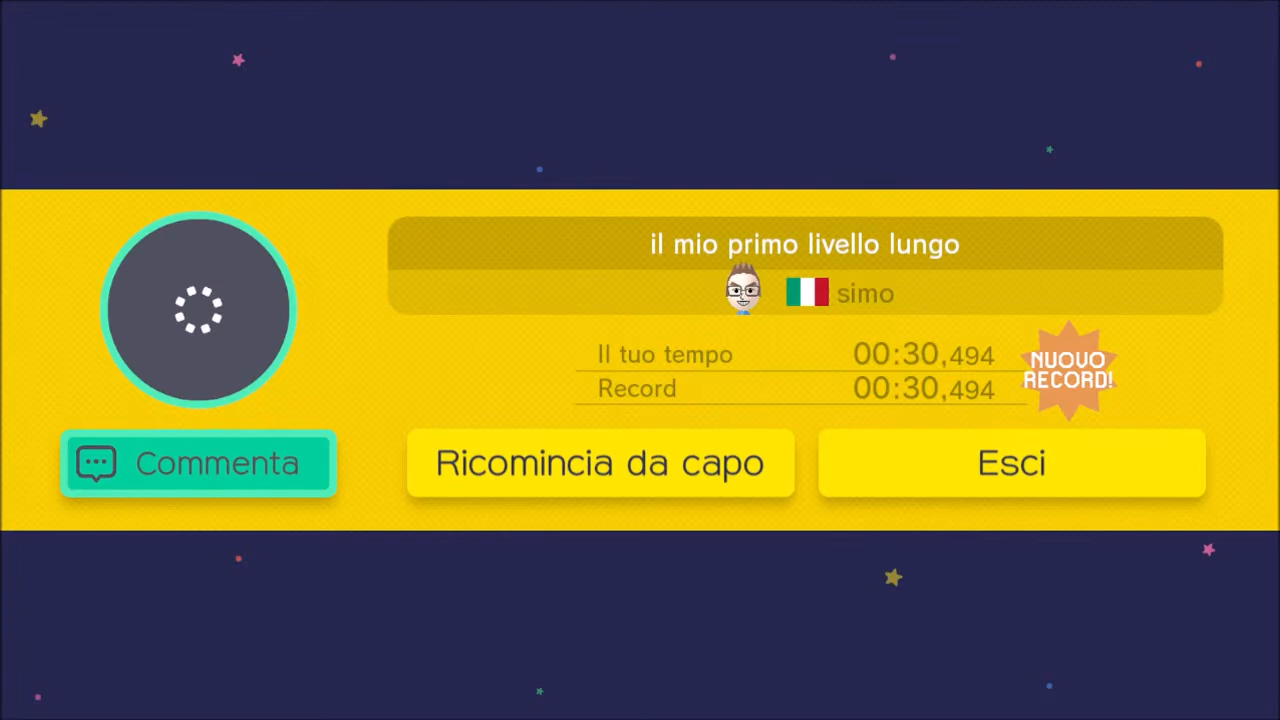 il mio primo livello lungo
simo
Il tuo tempo 00:30,494
Record 00:30,494
NUOVO
RECORD!
Commenta
Ricomincia da capo
Esci